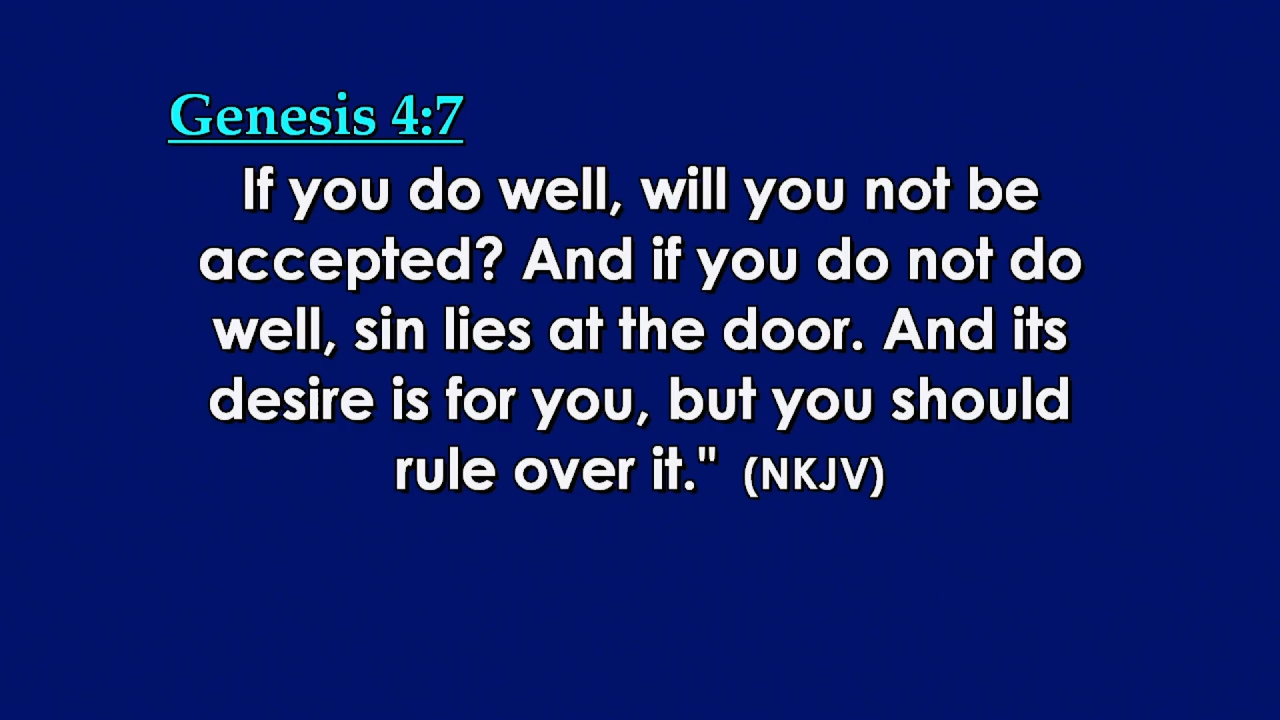 Genesis 4:7
If you do well, will you not be
accepted? And if you do not do
well, sin lies at the door. And its
desire is for you, but you should
rule over it." (NKJV)